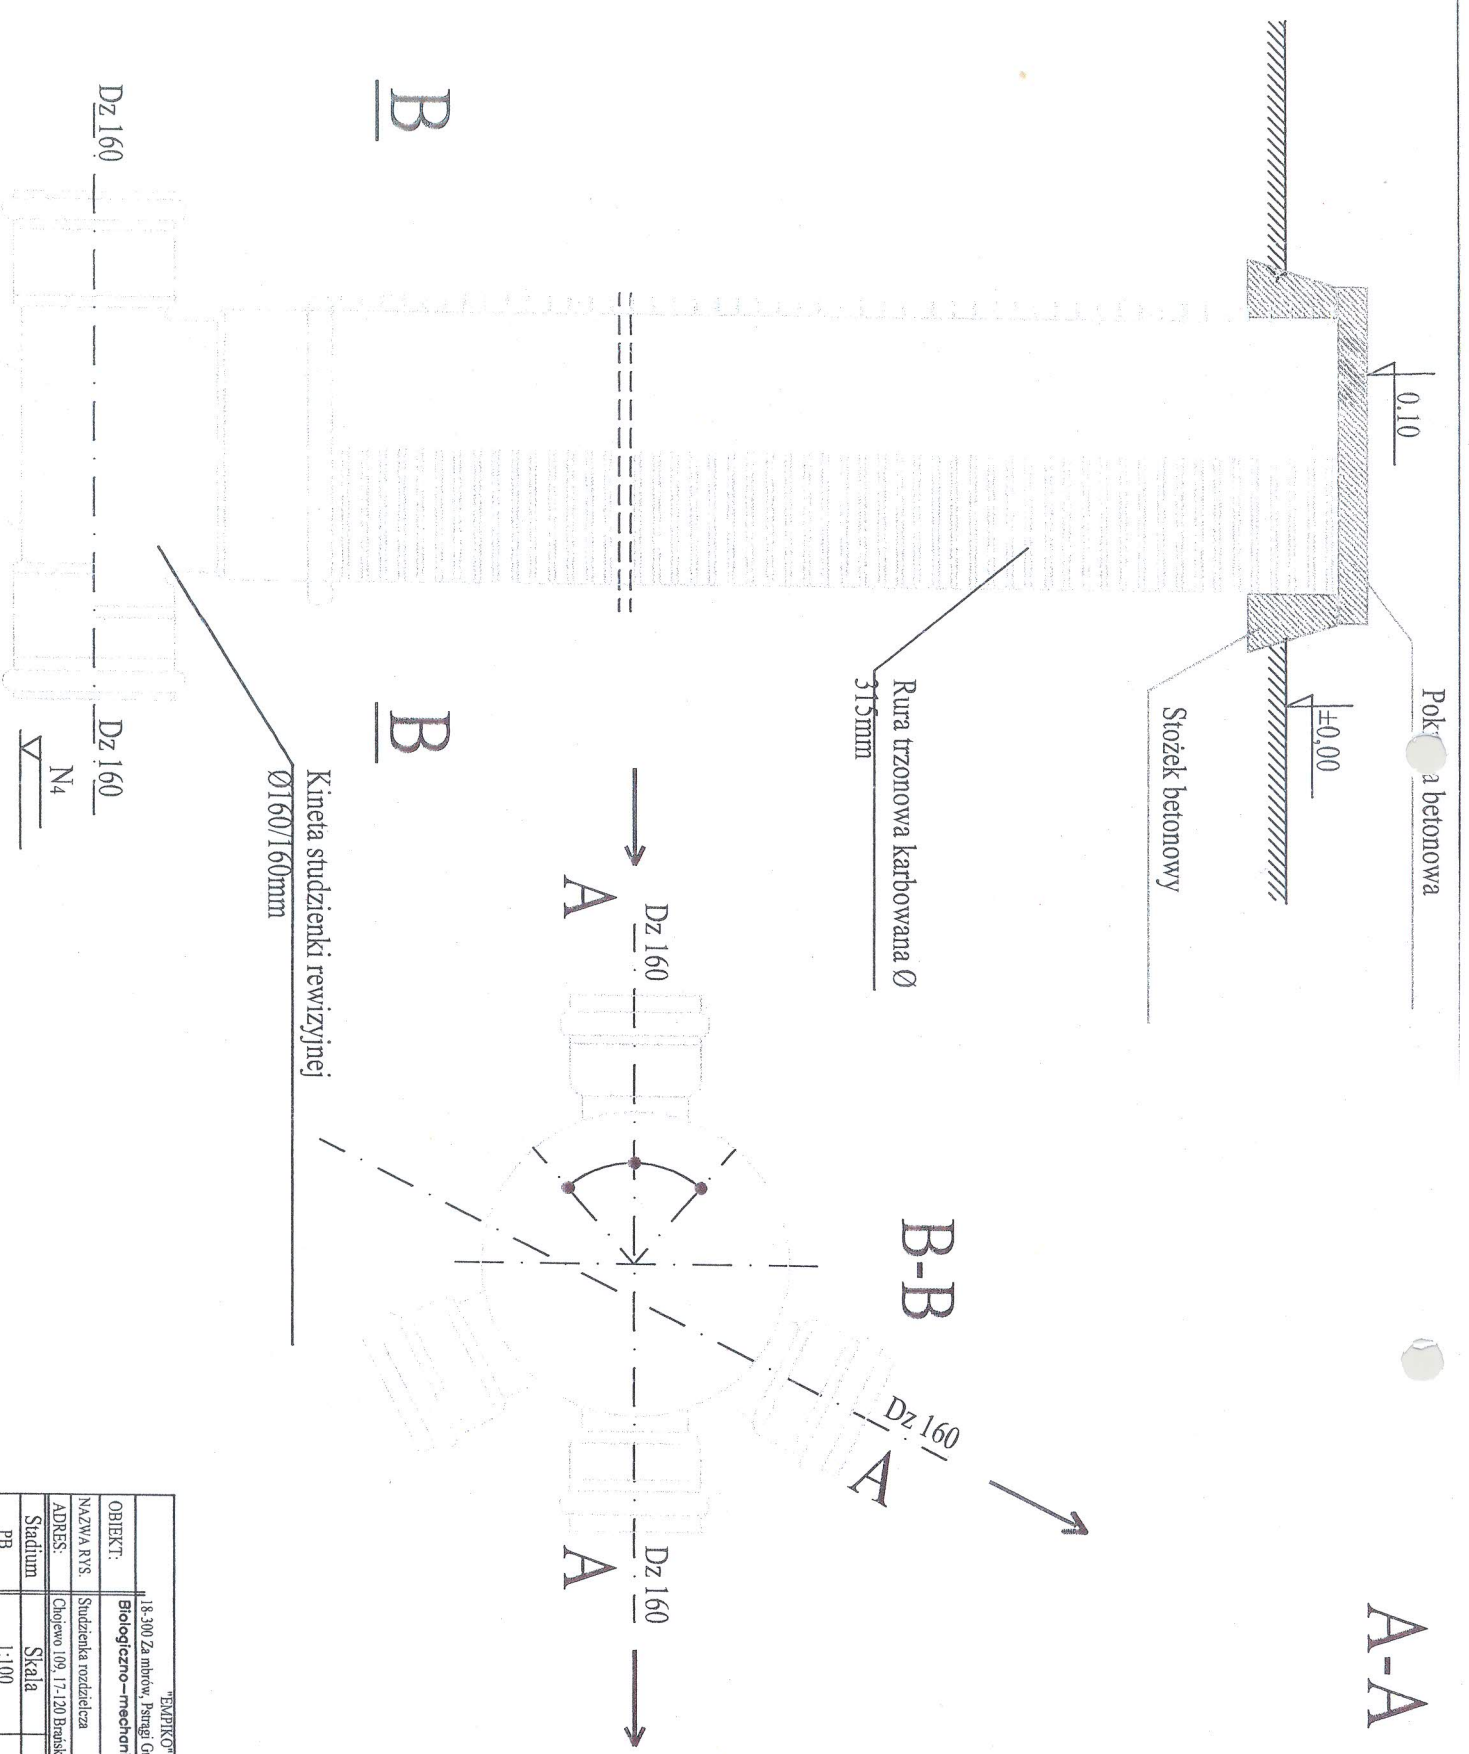 A-A
0.10
±0,00
betonowa
Stożek betonowy
Rura trzonowa karbowana Ø
315mm
B
B
Dz 160
Dz 160
N4
Kineta studzienki rewizyjnej
Ø160/160mm
B-B
A
Dz 160
Dz 160
A
Dz 160
A
"EMPIKO"
18-300 Za mbrów, Pstrągi
OBIEKT:
Biologiczno-mechan
NAZWA RYS.
Studzienka rozdzielcza
ADRES:
Chojewo 109, 17-120 Brańsk
Stadium
Skala
PB
1:100